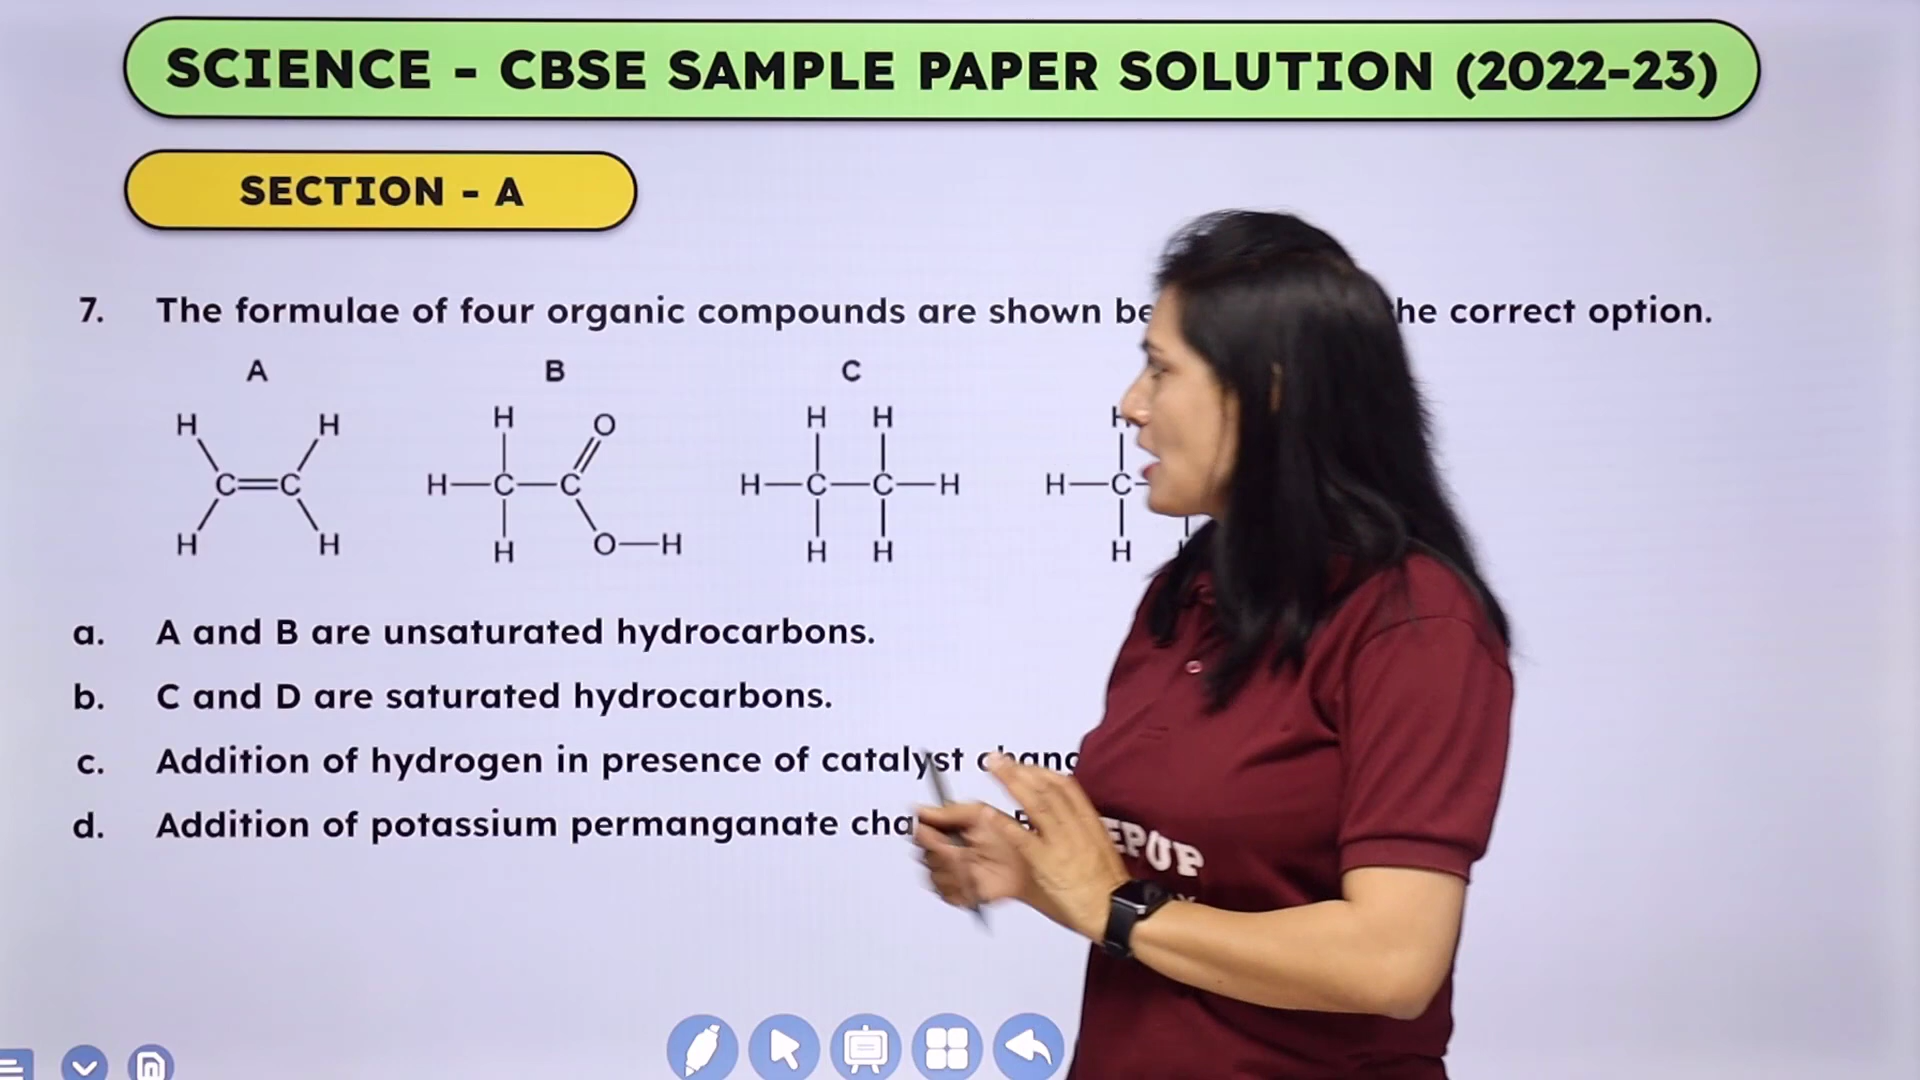 SCIENCE - CBSE SAMPLE PAPER SOLUTION (2022-23)
SECTION - A
7. The formulae of four organic compounds are shown the correct option.
A B C
H H H O H H H
C=C H-C-C H-C-C-H H-C-
H H H O-H H H H
a. A and B are unsaturated hydrocarbons.
b. C and D are saturated hydrocarbons.
c. Addition of hydrogen in presence of catalyst
d. Addition of potassium permanganate